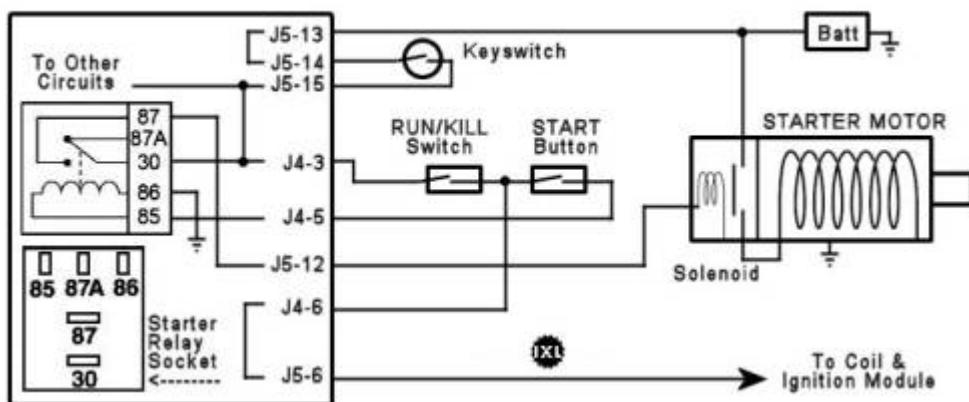 J5-13
Batt
J5-14
Keyswitch
To Other
Circuits
J5-15
87
87A
30
86
85
RUN/KILL
Switch
START
Button
STARTER MOTOR
J4-3
J4-5
J5-12
Solenoid
85 87A 86
87
30
Starter
Relay
Socket
J4-6
J5-6
IXL
To Coil &
Ignition Module